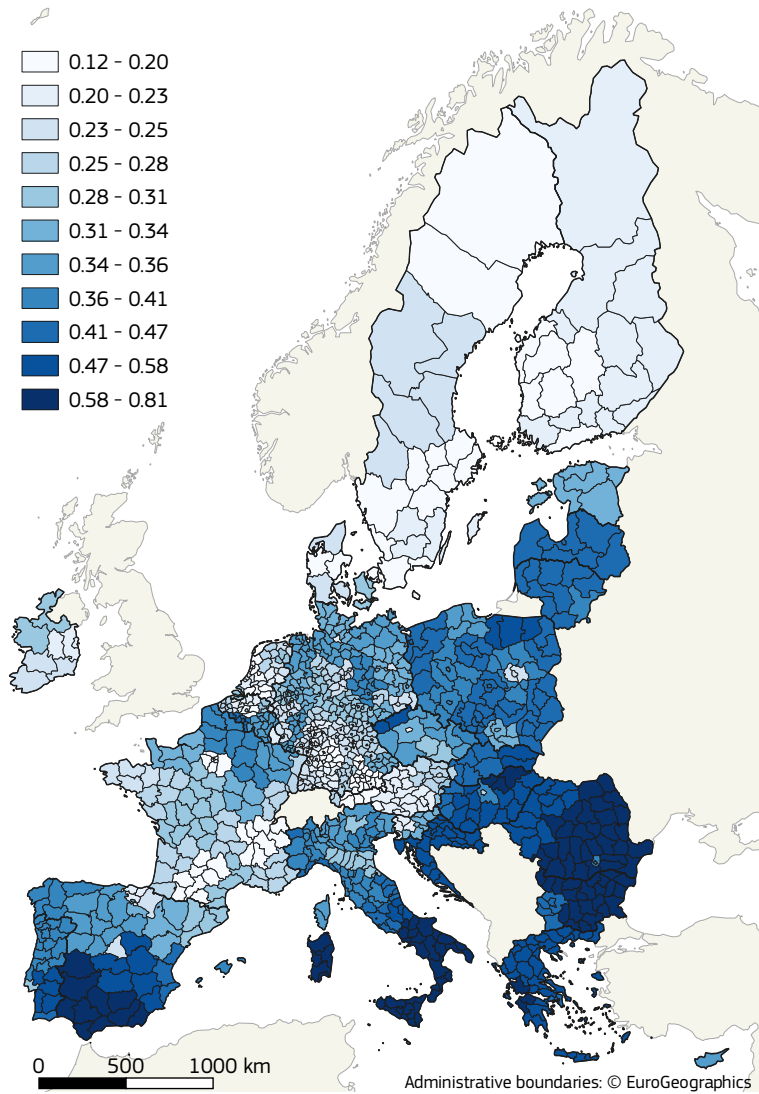 0.12 - 0.20
0.20 - 0.23
0.23 - 0.25
0.25 - 0.28
0.28 - 0.31
0.31 - 0.34
0.34 - 0.36
0.36 - 0.41
0.41 - 0.47
0.47 - 0.58
0.58 - 0.81
0 500 1000 km
Administrative boundaries: © EuroGeographics